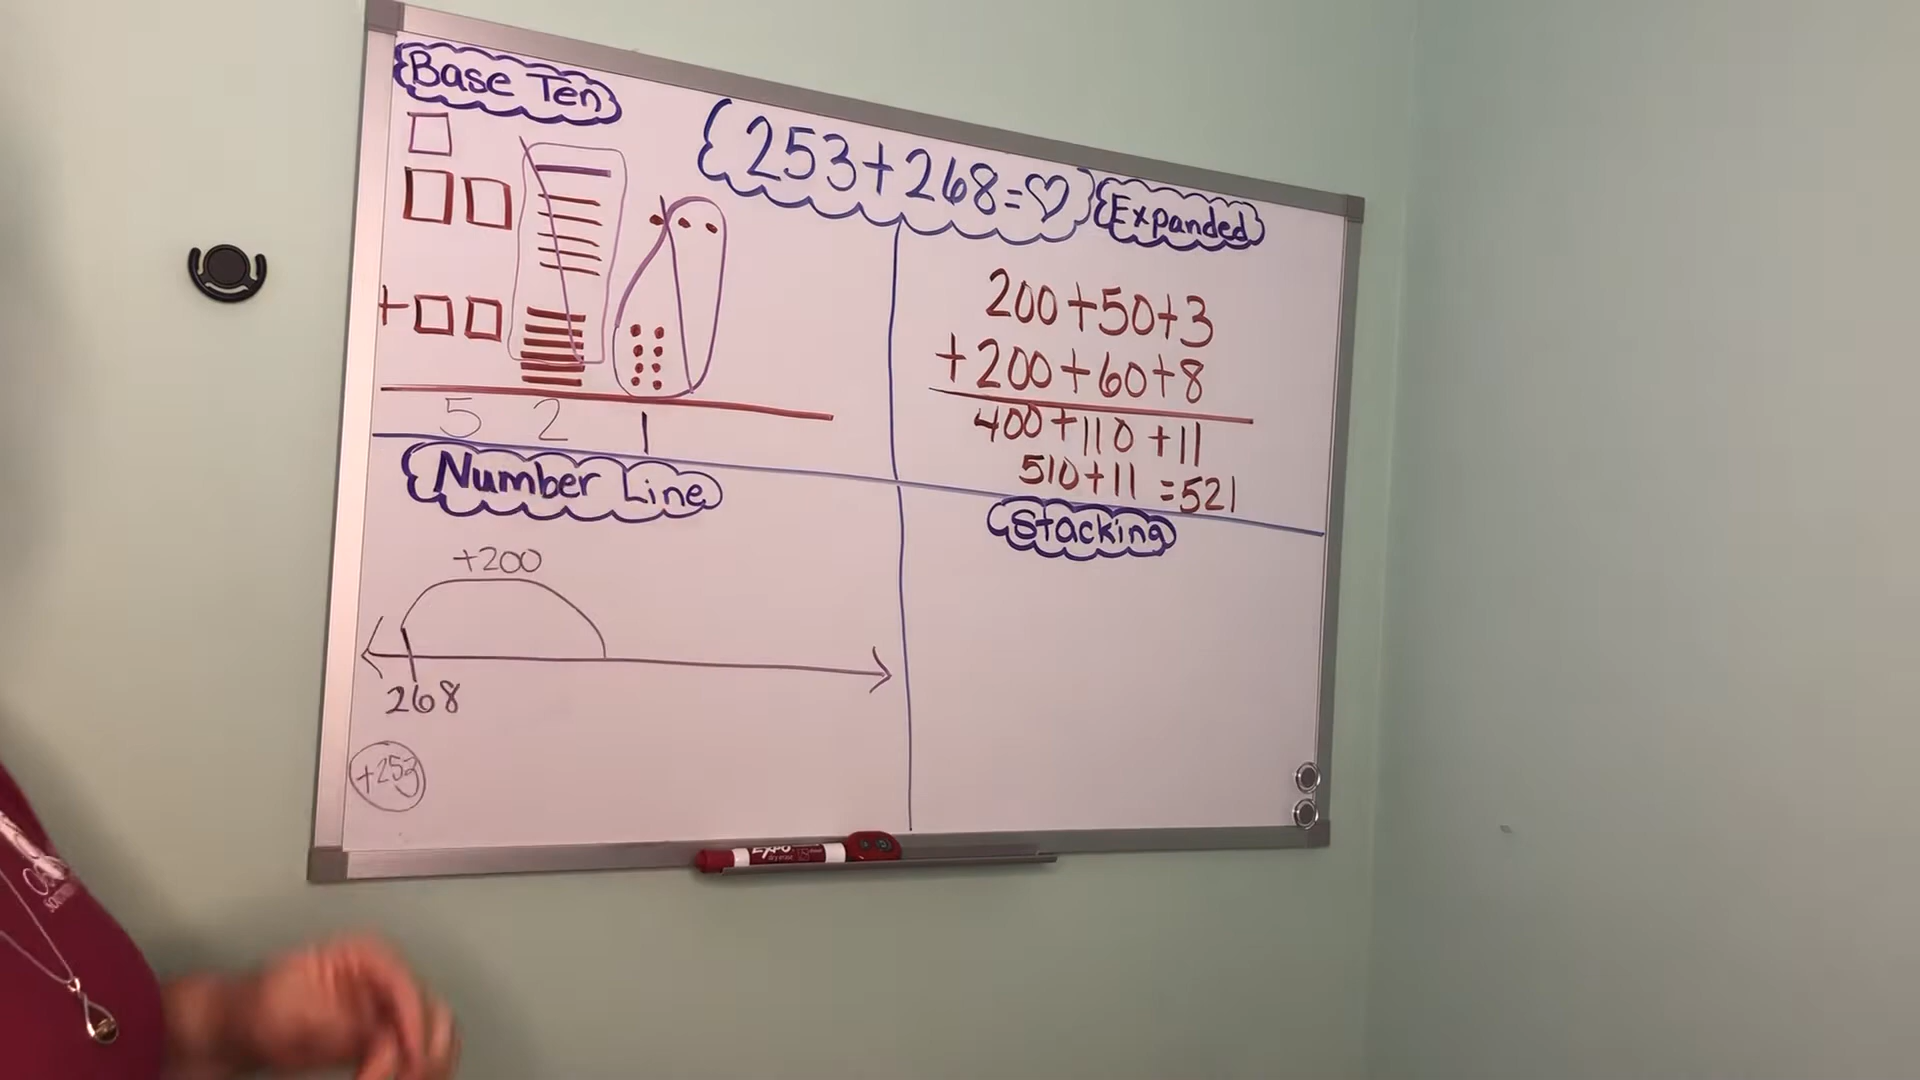 Base Ten
253+268=♡
Expanded
+
5 2 1
200+50+3
+200+60+8
400+110+11
510+11 =521
Number Line
+200
268
+253
Stacking
EXPO